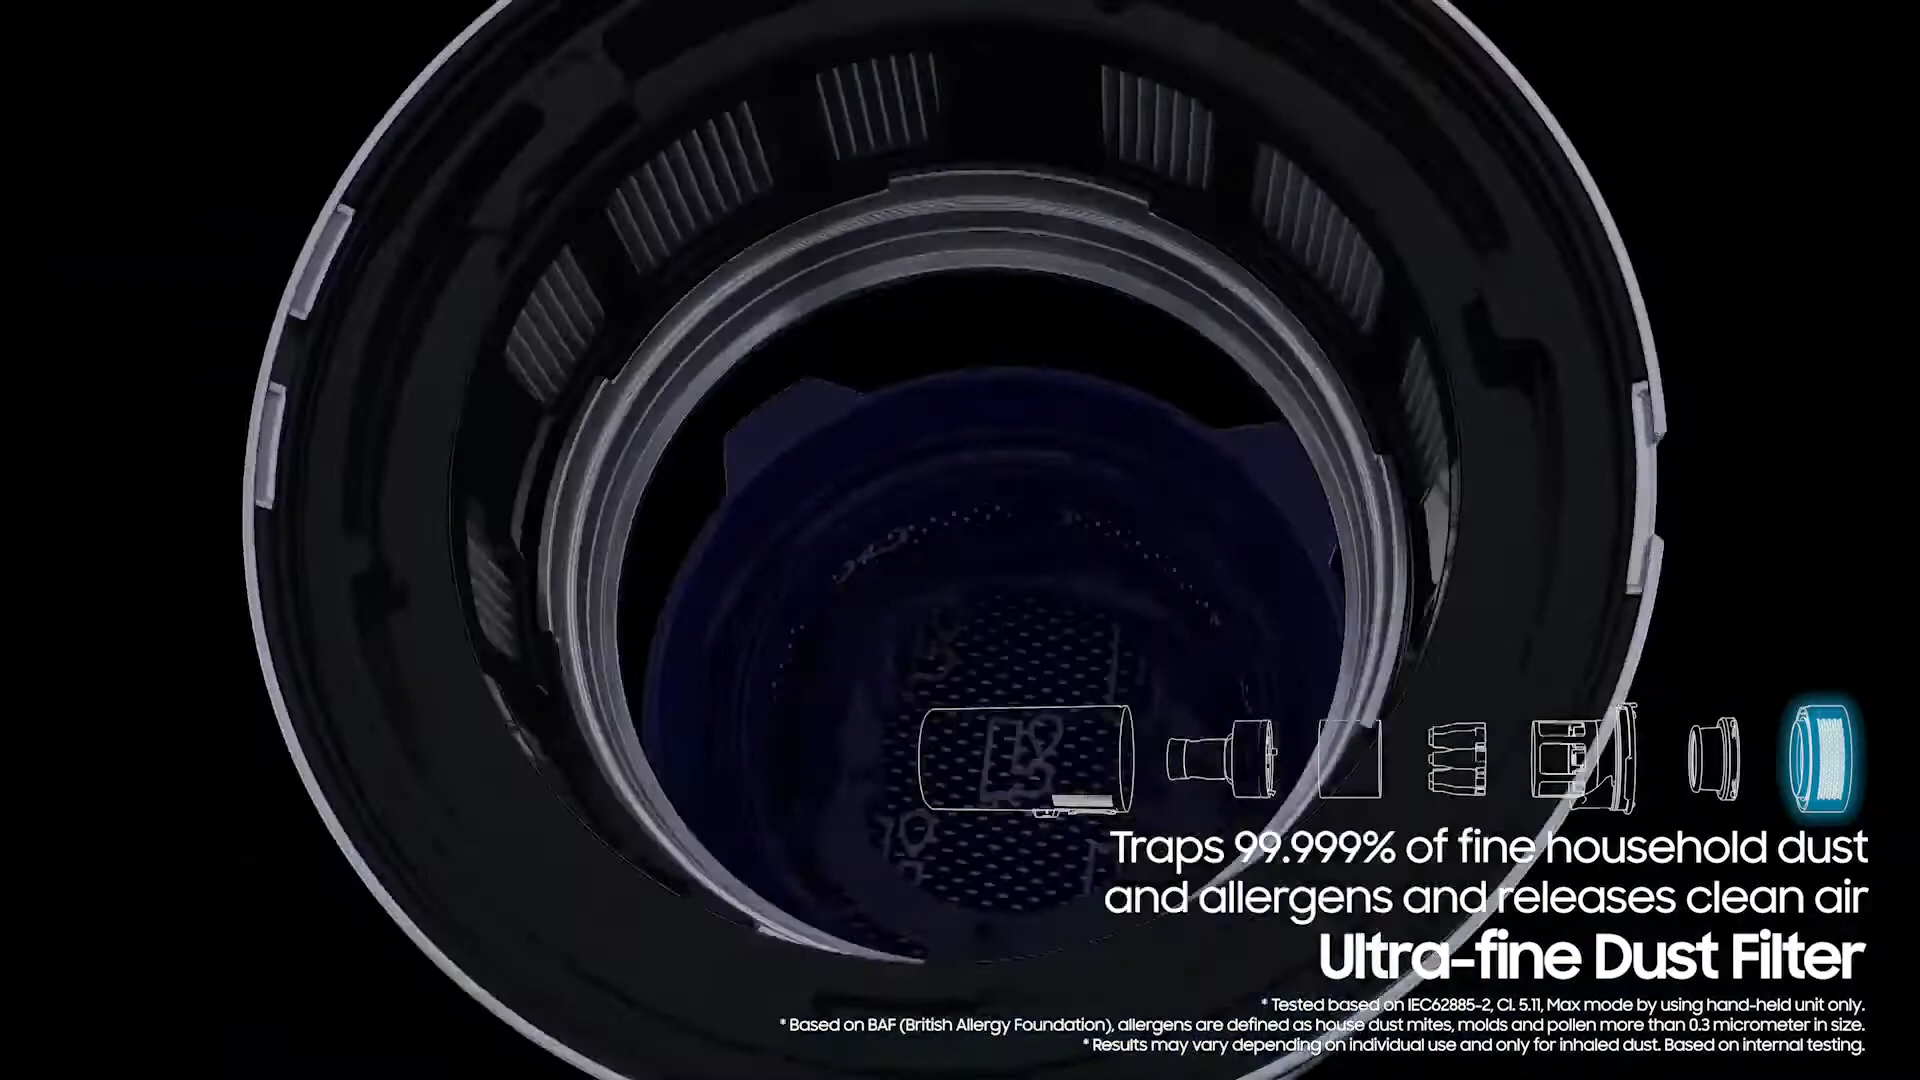 Traps 99.999% of fine household dust
and allergens and releases clean air
Ultra-fine Dust Filter
* Tested based on IEC62885-2, Cl. 5.11, Max mode by using hand-held unit only.
* Based on BAF (British Allergy Foundation), allergens are defined as house dust mites, molds and pollen more than 0.3 micrometer in size.
* Results may vary depending on individual use and only for inhaled dust. Based on internal testing.